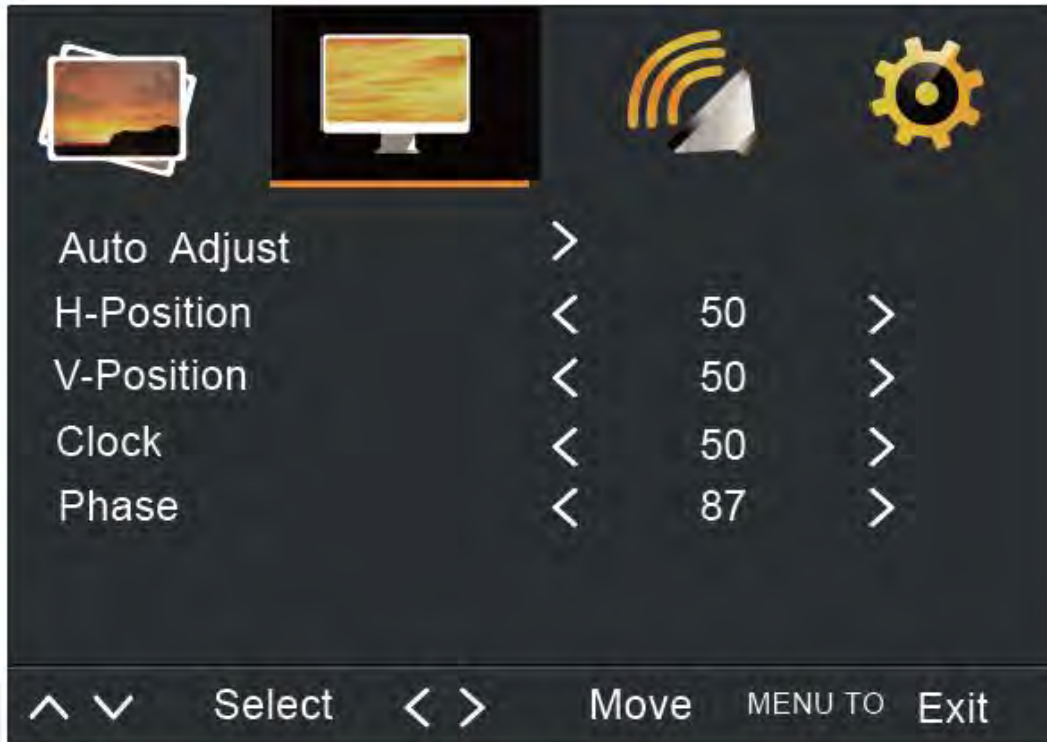 Auto Adjust >
H-Position < 50 >
V-Position < 50 >
Clock < 50 >
Phase < 87 >
Select < > Move MENU TO Exit